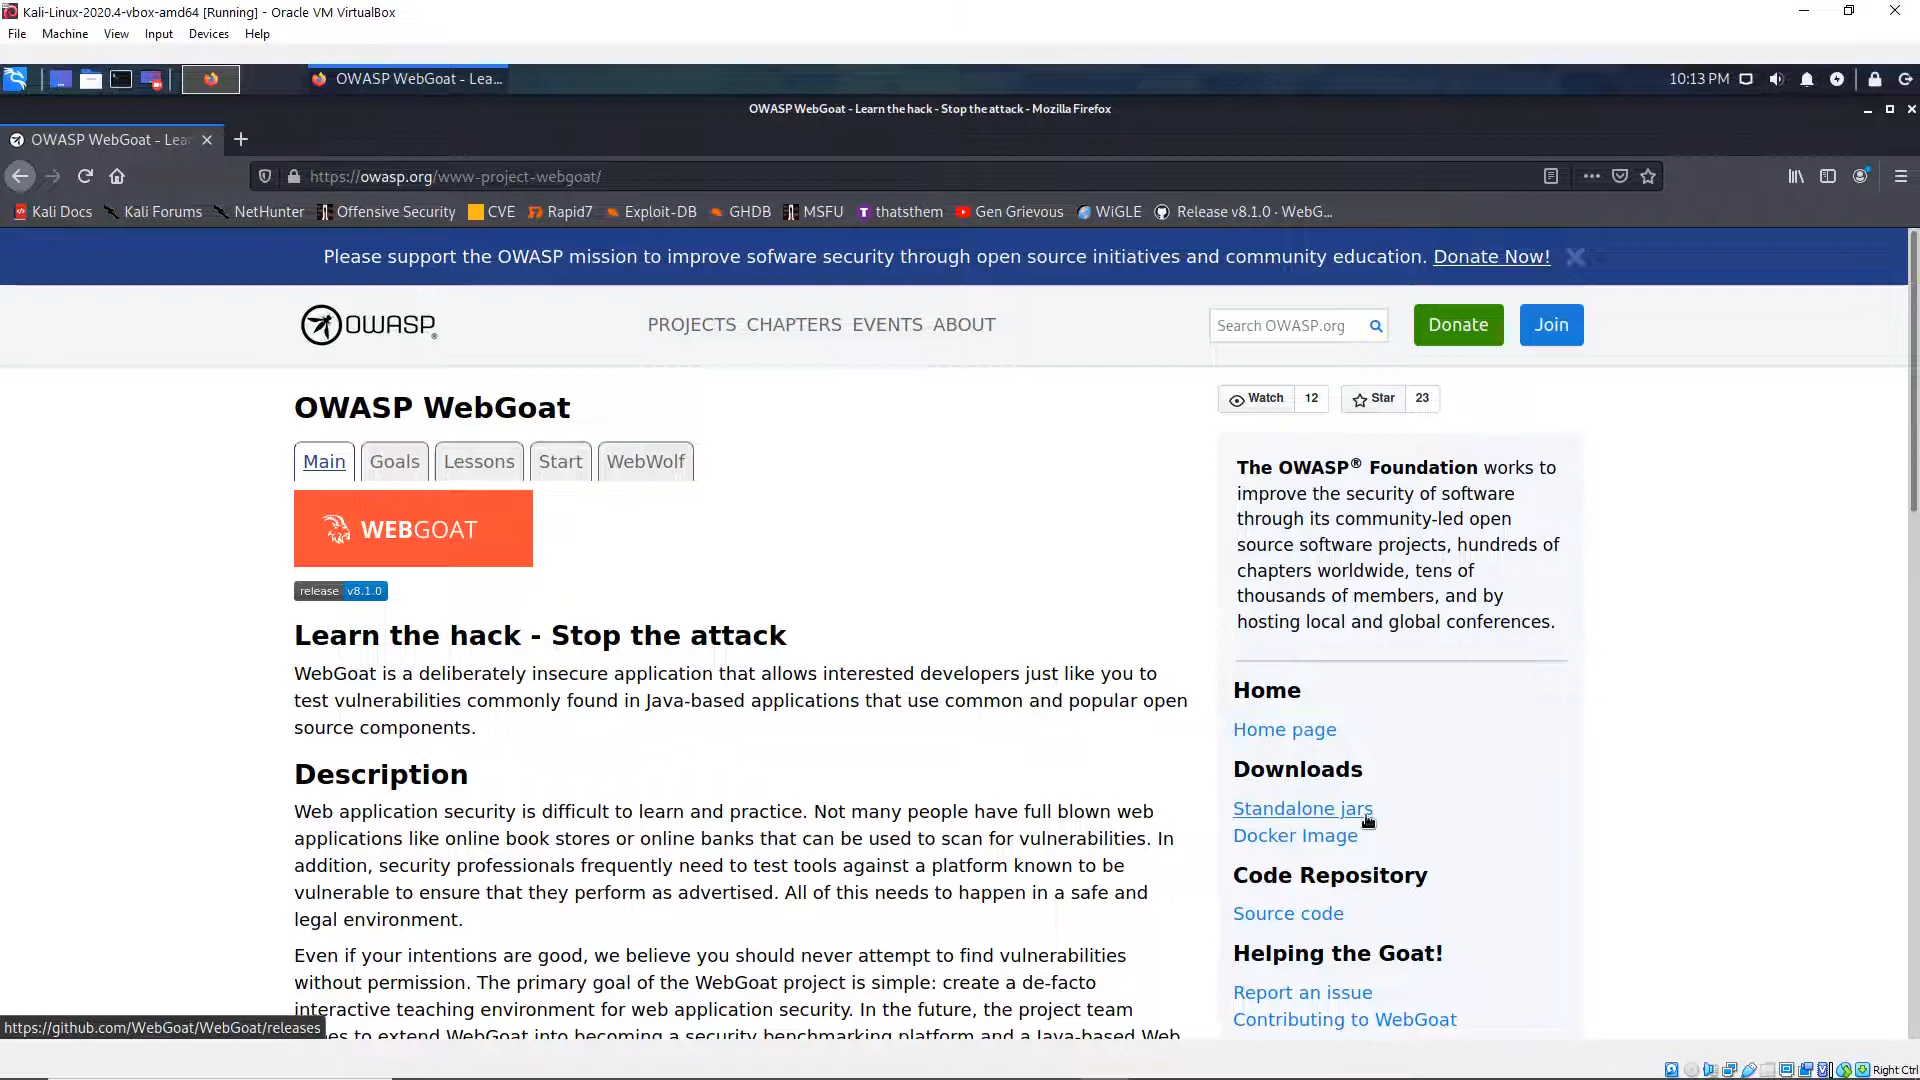 Kali-Linux-2020.4-vbox-amd64 [Running] - Oracle VM VirtualBox
File Machine View Input Devices Help
OWASP WebGoat - Lea...
10:13 PM
OWASP WebGoat - Learn the hack - Stop the attack - Mozilla Firefox
OWASP WebGoat - Lear
https://owasp.org/www-project-webgoat/
Kali Docs Kali Forums NetHunter Offensive Security CVE Rapid7 Exploit-DB GHDB MSFU thatsthem Gen Grievous WiGLE Release v8.1.0 · WebG...
Please support the OWASP mission to improve sofware security through open source initiatives and community education. Donate Now!
OWASP®
PROJECTS CHAPTERS EVENTS ABOUT
Search OWASP.org
Donate
Join
OWASP WebGoat
Main Goals Lessons Start WebWolf
WEBGOAT
release v8.1.0
Learn the hack - Stop the attack
WebGoat is a deliberately insecure application that allows interested developers just like you to
test vulnerabilities commonly found in Java-based applications that use common and popular open
source components.
Description
Web application security is difficult to learn and practice. Not many people have full blown web
applications like online book stores or online banks that can be used to scan for vulnerabilities. In
addition, security professionals frequently need to test tools against a platform known to be
vulnerable to ensure that they perform as advertised. All of this needs to happen in a safe and
legal environment.
Even if your intentions are good, we believe you should never attempt to find vulnerabilities
without permission. The primary goal of the WebGoat project is simple: create a de-facto
interactive teaching environment for web application security. In the future, the project team
to extend WebGoat into becoming a security benchmarking platform and a Java-based Web
Watch 12
Star 23
The OWASP® Foundation works to
improve the security of software
through its community-led open
source software projects, hundreds of
chapters worldwide, tens of
thousands of members, and by
hosting local and global conferences.
Home
Home page
Downloads
Standalone jars
Docker Image
Code Repository
Source code
Helping the Goat!
Report an issue
Contributing to WebGoat
https://github.com/WebGoat/WebGoat/releases
Right Ctrl